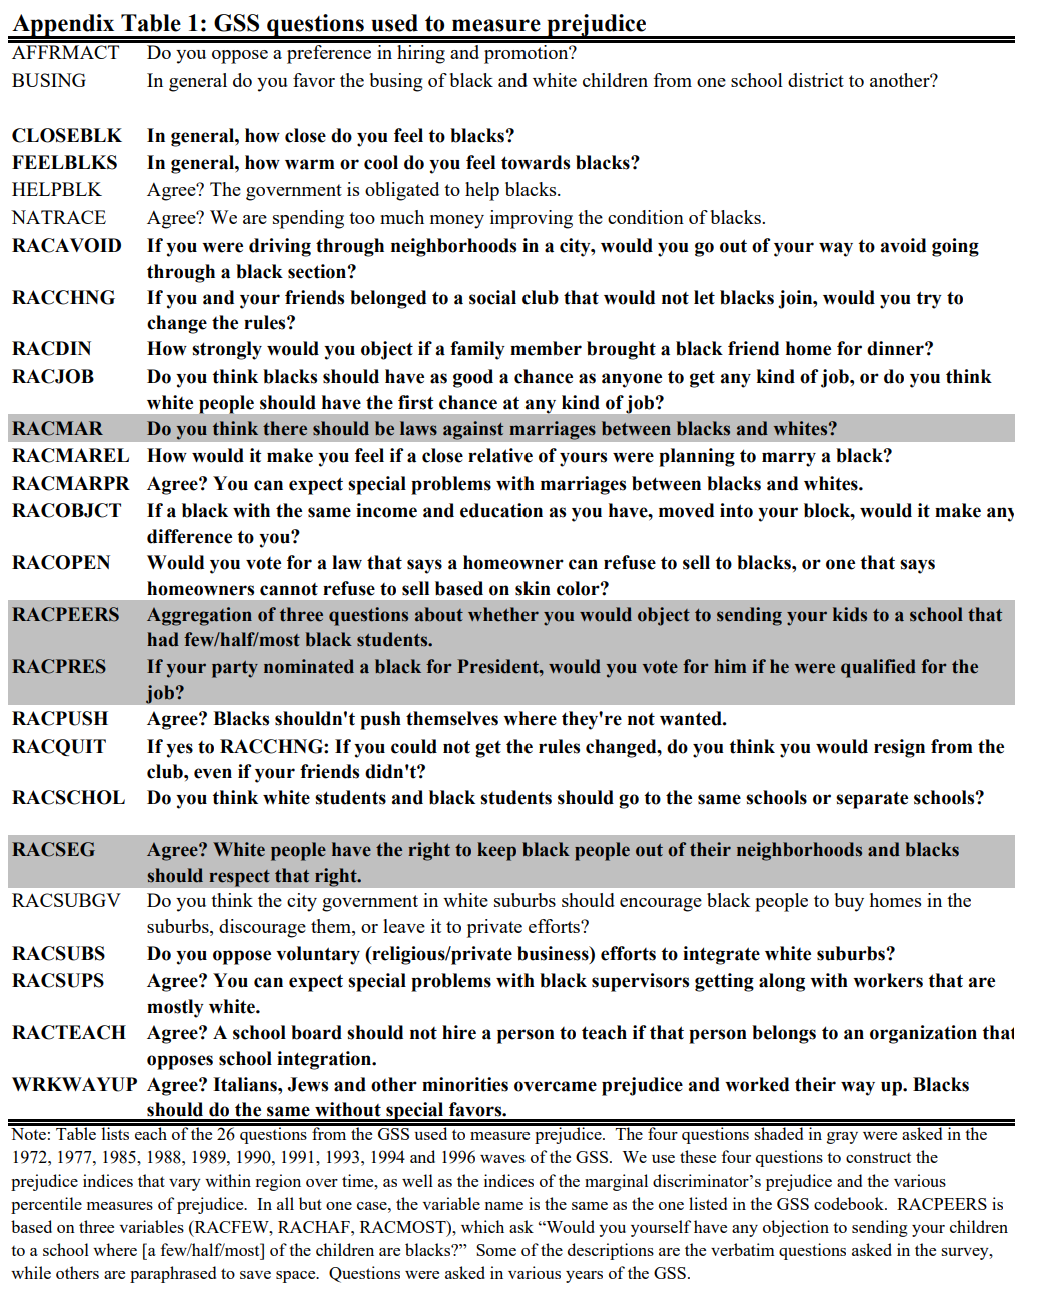 Appendix Table 1: GSS questions used to measure prejudice
AFFRMACT Do you oppose a preference in hiring and promotion?
BUSING In general do you favor the busing of black and white children from one school district to another?
CLOSEBLK In general, how close do you feel to blacks?
FEELBLKS In general, how warm or cool do you feel towards blacks?
HELPBLK Agree? The government is obligated to help blacks.
NATRACE Agree? We are spending too much money improving the condition of blacks.
RACAVOID If you were driving through neighborhoods in a city, would you go out of your way to avoid going
through a black section?
RACCHNG If you and your friends belonged to a social club that would not let blacks join, would you try to
change the rules?
RACDIN How strongly would you object if a family member brought a black friend home for dinner?
RACJOB Do you think blacks should have as good a chance as anyone to get any kind of job, or do you think
white people should have the first chance at any kind of job?
RACMAR Do you think there should be laws against marriages between blacks and whites?
RACMAREL How would it make you feel if a close relative of yours were planning to marry a black?
RACMARPR Agree? You can expect special problems with marriages between blacks and whites.
RACOBJCT If a black with the same income and education as you have, moved into your block, would it make any
difference to you?
RACOPEN Would you vote for a law that says a homeowner can refuse to sell to blacks, or one that says
homeowners cannot refuse to sell based on skin color?
RACPEERS Aggregation of three questions about whether you would object to sending your kids to a school that
had few/half/most black students.
RACPRES If your party nominated a black for President, would you vote for him if he were qualified for the
job?
RACPUSH Agree? Blacks shouldn't push themselves where they're not wanted.
RACQUIT If yes to RACCHNG: If you could not get the rules changed, do you think you would resign from the
club, even if your friends didn't?
RACSCHOL Do you think white students and black students should go to the same schools or separate schools?
RACSEG Agree? White people have the right to keep black people out of their neighborhoods and blacks
should respect that right.
RACSUBGV Do you think the city government in white suburbs should encourage black people to buy homes in the
suburbs, discourage them, or leave it to private efforts?
RACSUBS Do you oppose voluntary (religious/private business) efforts to integrate white suburbs?
RACSUPS Agree? You can expect special problems with black supervisors getting along with workers that are
mostly white.
RACTEACH Agree? A school board should not hire a person to teach if that person belongs to an organization that
opposes school integration.
WRKWAYUP Agree? Italians, Jews and other minorities overcame prejudice and worked their way up. Blacks
should do the same without special favors.
Note: Table lists each of the 26 questions from the GSS used to measure prejudice. The four questions shaded in gray were asked in the
1972, 1977, 1985, 1988, 1989, 1990, 1991, 1993, 1994 and 1996 waves of the GSS. We use these four questions to construct the
prejudice indices that vary within region over time, as well as the indices of the marginal discriminator's prejudice and the various
percentile measures of prejudice. In all but one case, the variable name is the same as the one listed in the GSS codebook. RACPEERS is
based on three variables (RACFEW, RACHAF, RACMOST), which ask “Would you yourself have any objection to sending your children
to a school where [a few/half/most] of the children are blacks?” Some of the descriptions are the verbatim questions asked in the survey,
while others are paraphrased to save space. Questions were asked in various years of the GSS.